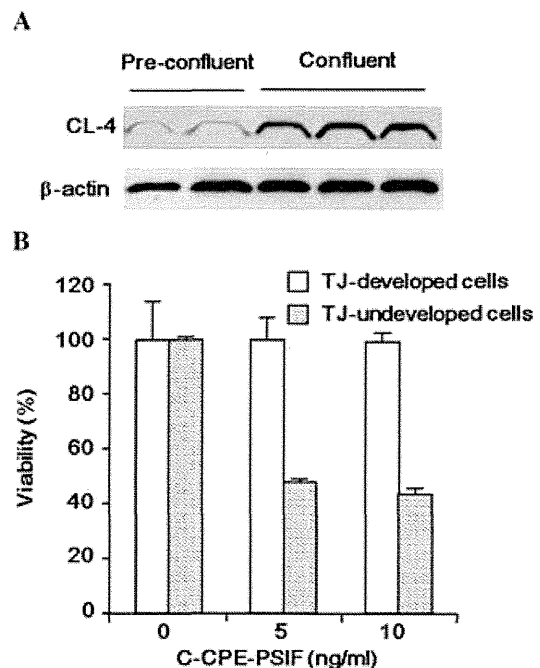 A
Pre-confluent Confluent
CL-4
β-actin
B
120
100
80
60
40
20
0
Viability (%)
TJ-developed cells
TJ-undeveloped cells
0 5 10
C-CPE-PSIF (ng/ml)